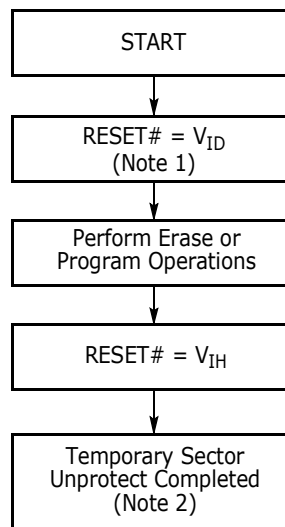 START
RESET# = VID
(Note 1)
Perform Erase or
Program Operations
RESET# = VIH
Temporary Sector
Unprotect Completed
(Note 2)